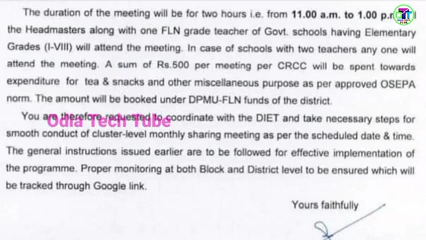 The duration of the meeting will be for two hours i.e. from 11.00 a.m. to 1.00 p.m.
the Headmasters along with one FLN grade teacher of Govt. schools having Elementary
Grades (I-VIII) will attend the meeting. In case of schools with two teachers any one will
attend the meeting. A sum of Rs.500 per meeting per CRCC will be spent towards
expenditure for tea & snacks and other miscellaneous purpose as per approved OSEPA
norm. The amount will be booked under DPMU-FLN funds of the district.
You are therefore requested to coordinate with the DIET and take necessary steps for
Odia Tech Tube
smooth conduct of cluster-level monthly sharing meeting as per the scheduled date & time.
The general instructions issued earlier are to be followed for effective implementation of
the programme. Proper monitoring at both Block and District level to be ensured which will
be tracked through Google link.
Yours faithfully